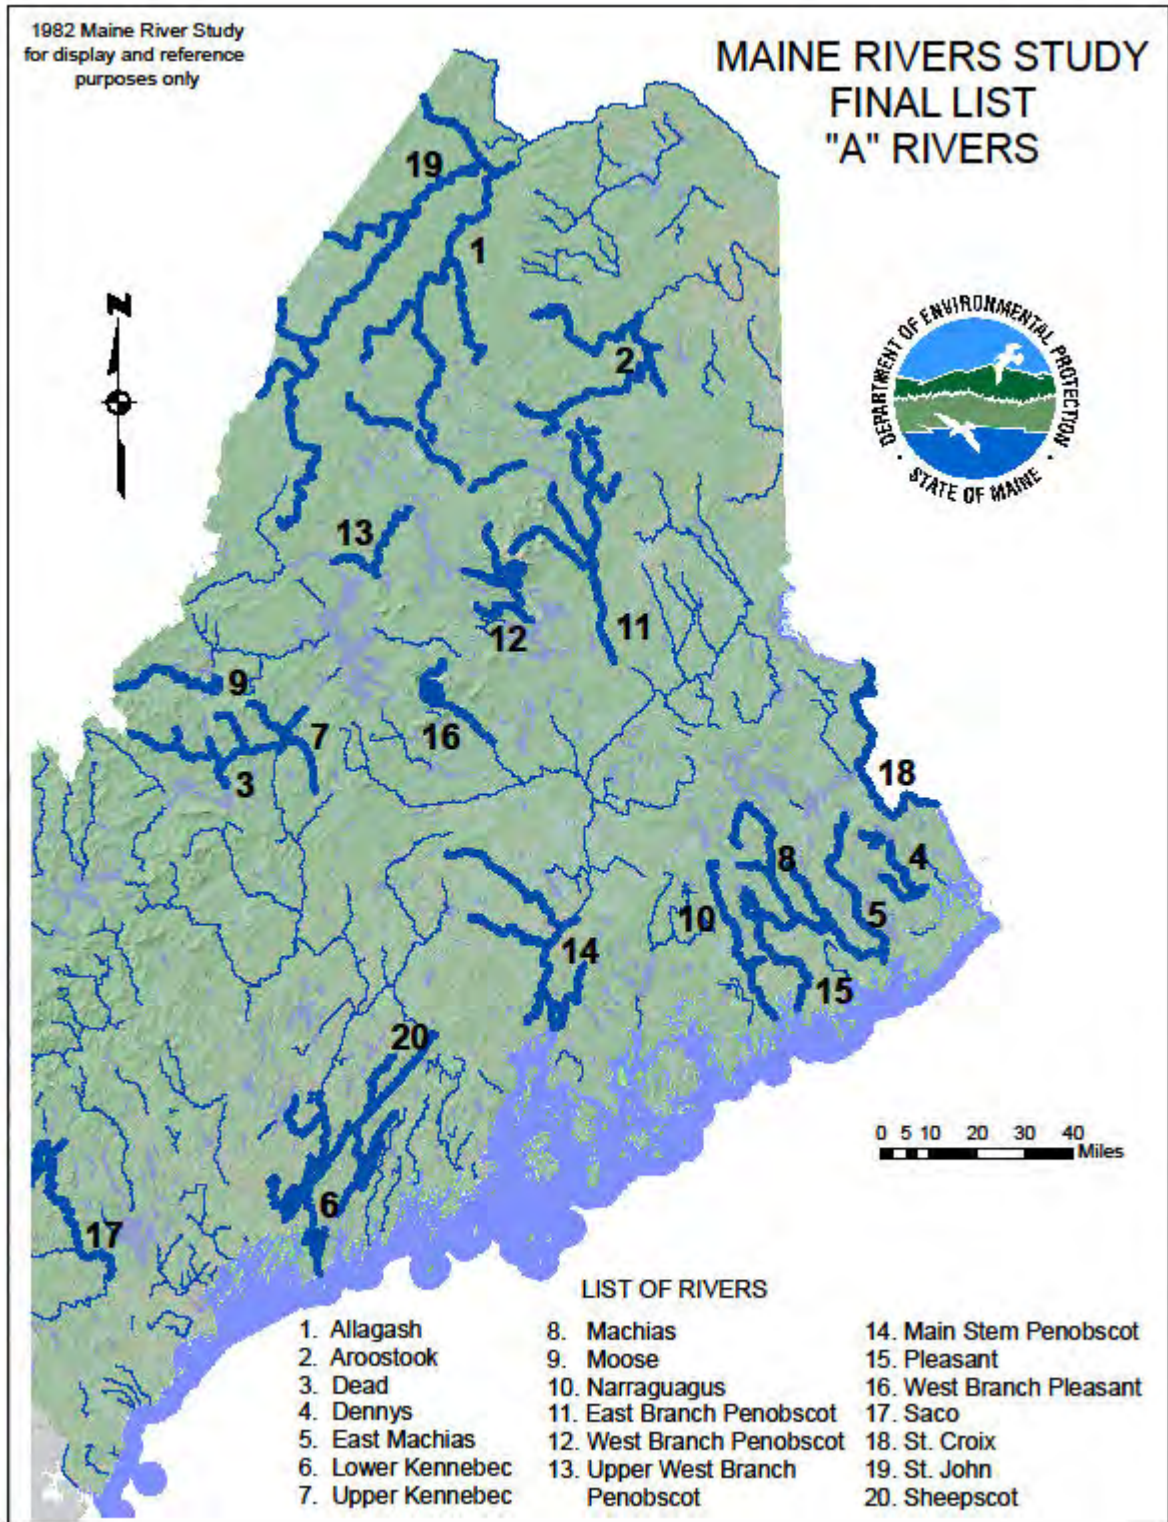 1982 Maine River Study
for display and reference
purposes only
MAINE RIVERS STUDY
FINAL LIST
"A" RIVERS
19
1
N
2
DEPARTMENT OF ENVIRONMENTAL PROTECTION
• STATE OF MAINE •
13
12
11
9
7
16
3
18
8
4
10
5
14
15
20
0 5 10 20 30 40
Miles
6
17
LIST OF RIVERS
1. Allagash
2. Aroostook
3. Dead
4. Dennys
5. East Machias
6. Lower Kennebec
7. Upper Kennebec
8. Machias
9. Moose
10. Narraguagus
11. East Branch Penobscot
12. West Branch Penobscot
13. Upper West Branch
Penobscot
14. Main Stem Penobscot
15. Pleasant
16. West Branch Pleasant
17. Saco
18. St. Croix
19. St. John
20. Sheepscot